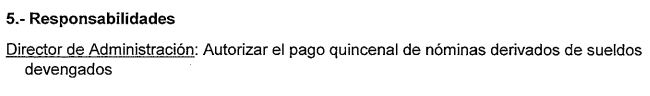 5.- Responsabilidades
Director de Administración: Autorizar el pago quincenal de nóminas derivados de sueldos
devengados